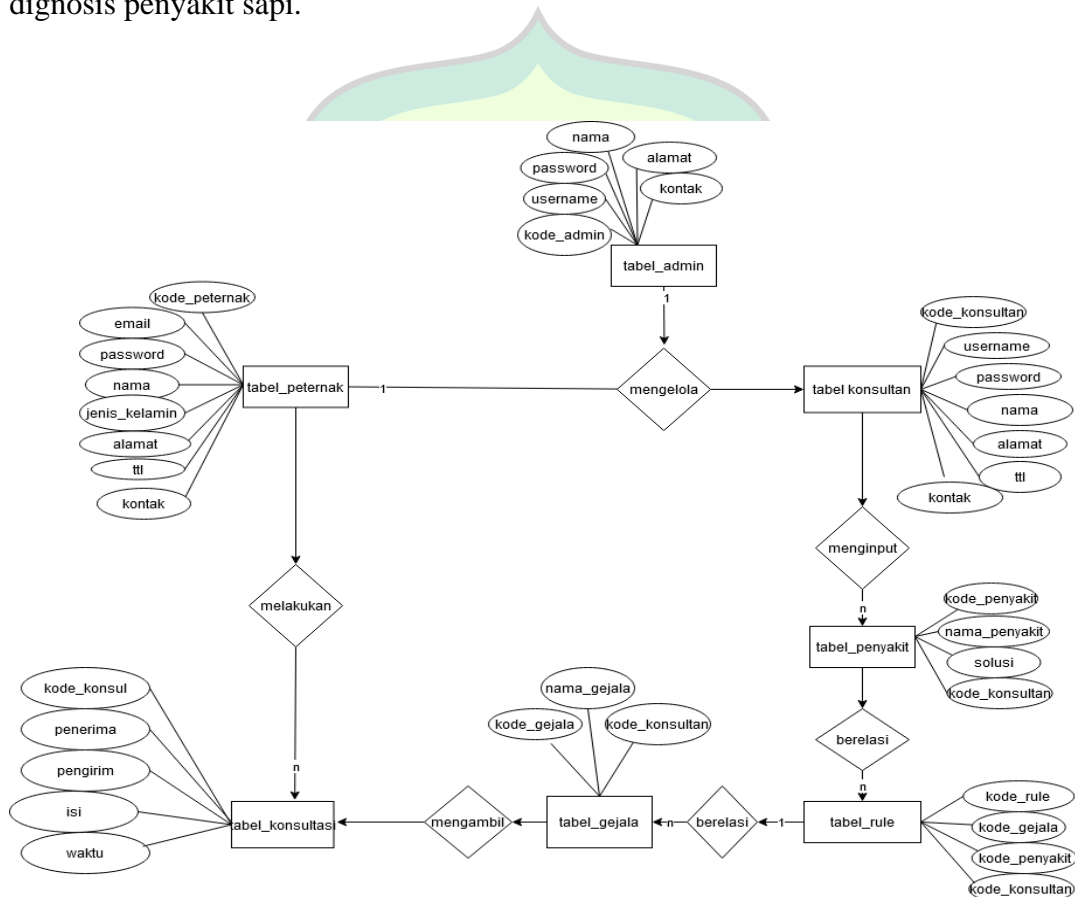 dignosis penyakit sapi.
nama
alamat
password
kontak
username
kode_admin
tabel_admin
1
kode_peternak
email
password
nama
jenis_kelamin
alamat
ttl
kontak
tabel_peternak
1
mengelola
tabel konsultan
kode_konsultan
username
password
nama
alamat
ttl
kontak
menginput
n
melakukan
n
tabel_penyakit
kode_penyakit
nama_penyakit
solusi
kode_konsultan
berelasi
n
kode_konsul
penerima
pengirim
isi
waktu
tabel_konsultasi
mengambil
nama_gejala
kode_gejala
kode_konsultan
tabel_gejala
n
berelasi
1
tabel_rule
kode_rule
kode_gejala
kode_penyakit
kode_konsultan